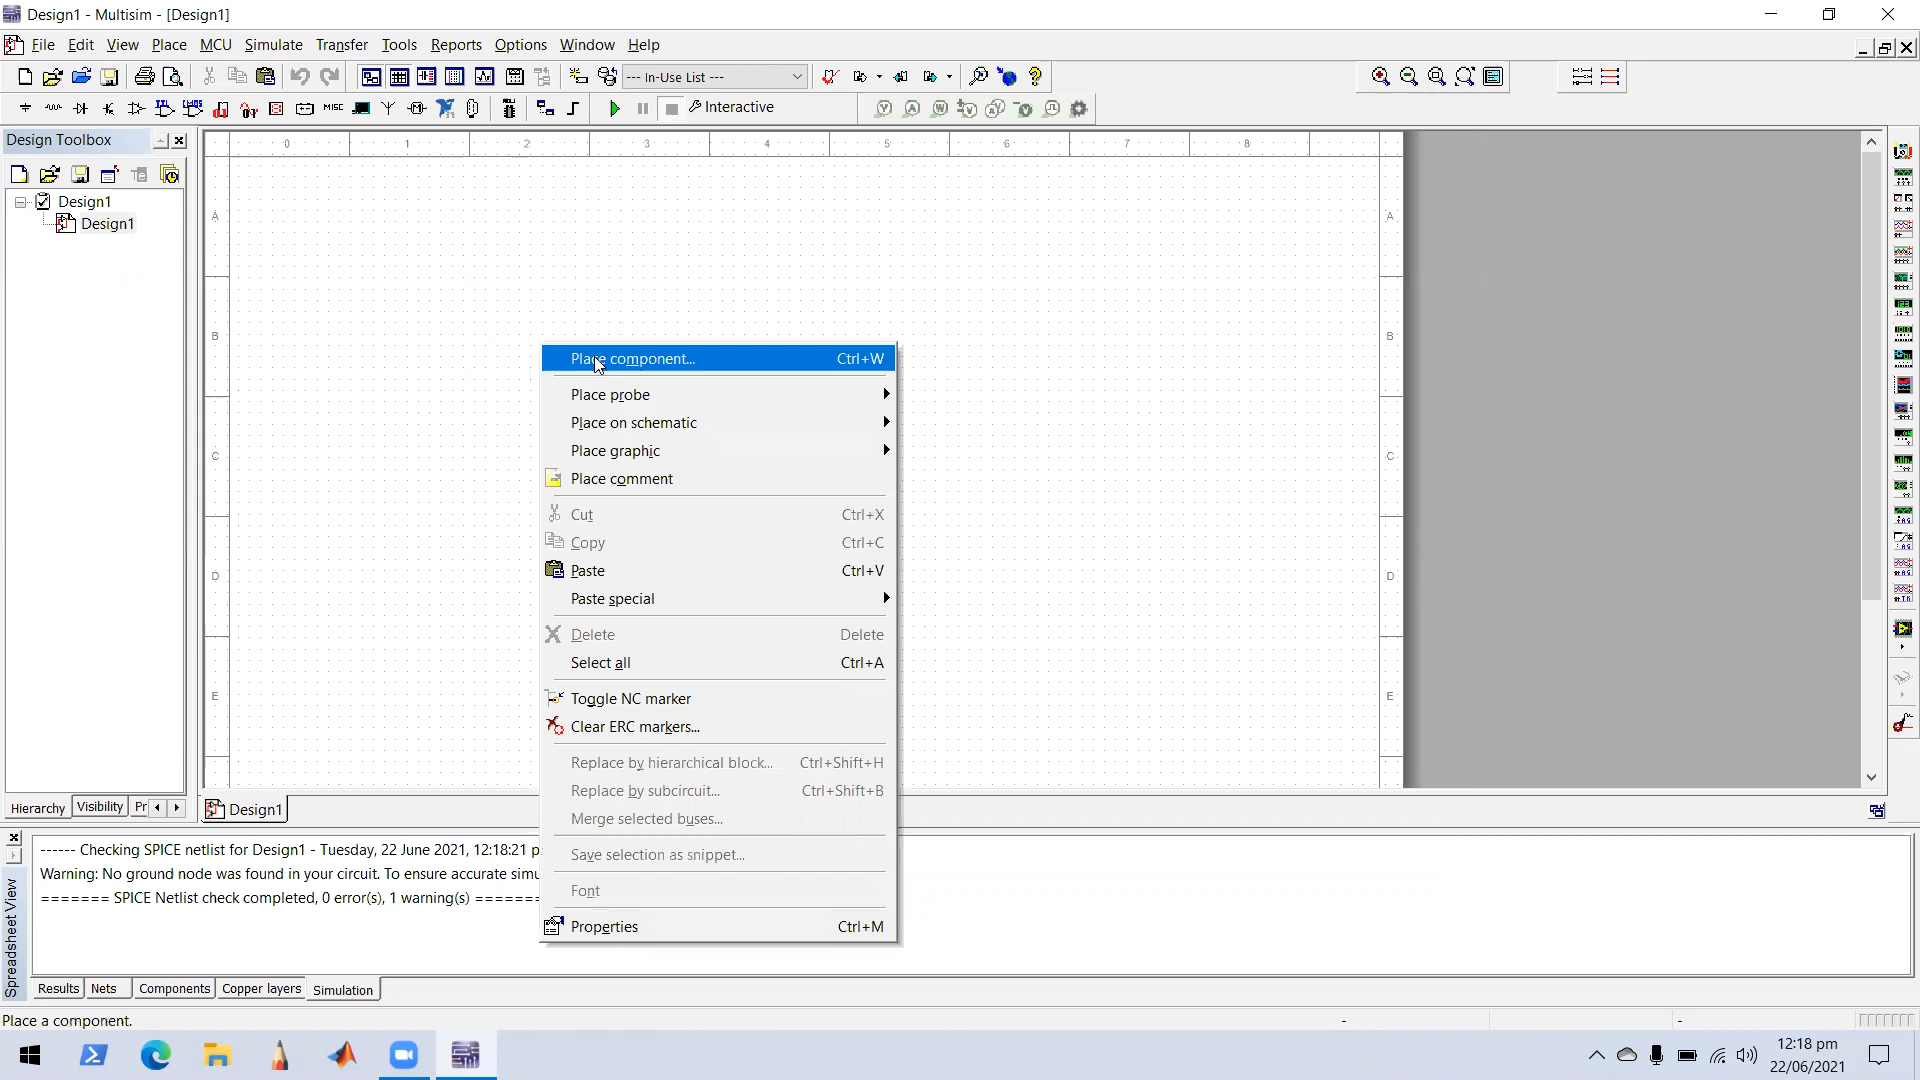 Design1 - Multisim - [Design1]
File Edit View Place MCU Simulate Transfer Tools Reports Options Window Help
--- In-Use List ---
MISC
Interactive
Design Toolbox
0 1 2 3 4 5 6 7 8
Design1
Design1
A A
B B
C C
D D
E E
Place component... Ctrl+W
Place probe
Place on schematic
Place graphic
Place comment
Cut Ctrl+X
Copy Ctrl+C
Paste Ctrl+V
Paste special
Delete Delete
Select all Ctrl+A
Toggle NC marker
Clear ERC markers...
Replace by hierarchical block... Ctrl+Shift+H
Replace by subcircuit... Ctrl+Shift+B
Merge selected buses...
Save selection as snippet...
Font
Properties Ctrl+M
Hierarchy Visibility Pr
Design1
------ Checking SPICE netlist for Design1 - Tuesday, 22 June 2021, 12:18:21 p
Warning: No ground node was found in your circuit. To ensure accurate simu
======= SPICE Netlist check completed, 0 error(s), 1 warning(s) =======
Spreadsheet View
Results Nets Components Copper layers Simulation
Place a component.
- -
12:18 pm
22/06/2021